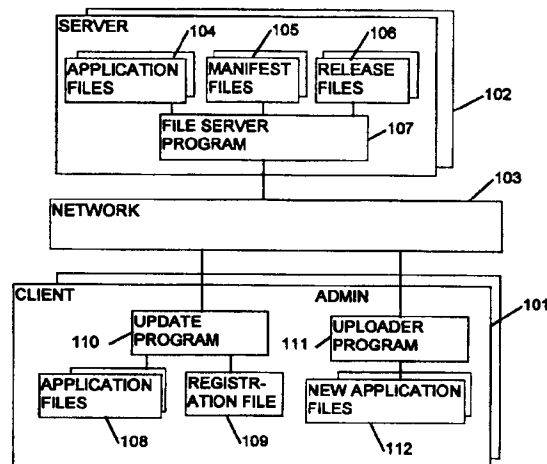 SERVER
104
105
106
APPLICATION
FILES
MANIFEST
FILES
RELEASE
FILES
102
FILE SERVER
PROGRAM
107
103
NETWORK
CLIENT
ADMIN
101
UPDATE
PROGRAM
110
UPLOADER
PROGRAM
111
APPLICATION
FILES
REGISTR-
ATION FILE
NEW APPLICATION
FILES
108
109
112